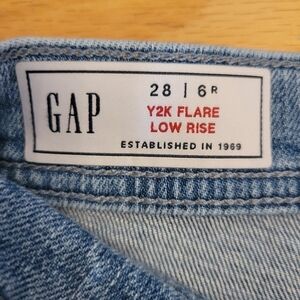 GAP
28 | 6R
Y2K FLARE
LOW RISE
ESTABLISHED IN 1969